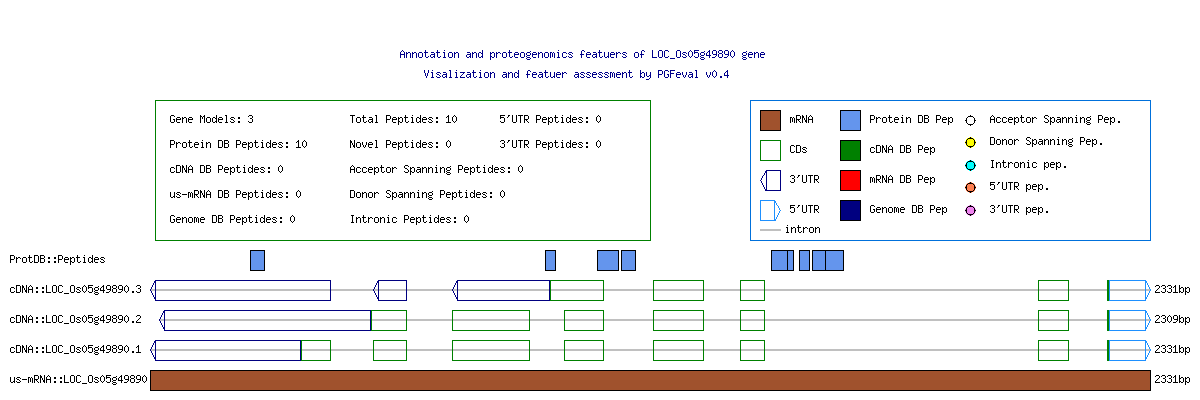 Annotation and proteogenomics featuers of LOC_Os05g49890 gene
Visalization and featuer assessment by PGFeval v0.4
Gene Models: 3 Total Peptides: 10 5'UTR Peptides: 0
Protein DB Peptides: 10 Novel Peptides: 0 3'UTR Peptides: 0
cDNA DB Peptides: 0 Acceptor Spanning Peptides: 0
us-mRNA DB Peptides: 0 Donor Spanning Peptides: 0
Genome DB Peptides: 0 Intronic Peptides: 0
mRNA Protein DB Pep Acceptor Spanning Pep.
CDs cDNA DB Pep Donor Spanning Pep.
3'UTR mRNA DB Pep Intronic pep.
5'UTR Genome DB Pep 5'UTR pep.
intron 3'UTR pep.
ProtDB::Peptides
cDNA::LOC_Os05g49890.3 2331bp
cDNA::LOC_Os05g49890.2 2309bp
cDNA::LOC_Os05g49890.1 2331bp
us-mRNA::LOC_Os05g49890 2331bp